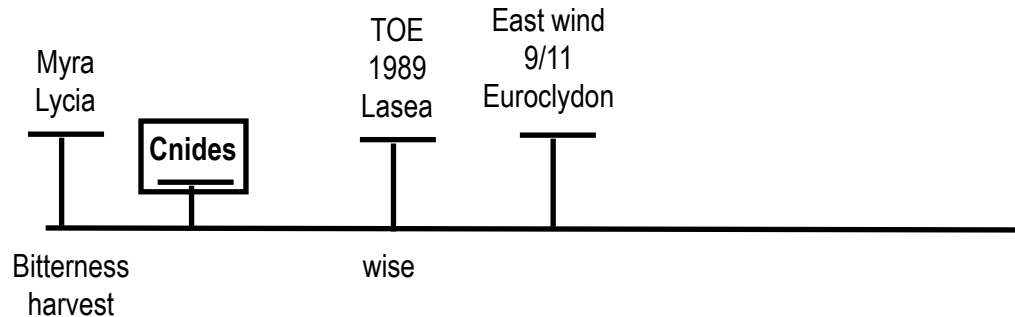 Myra
Lycia
Cnides
TOE
1989
Lasea
East wind
9/11
Euroclydon
Bitterness
harvest
wise